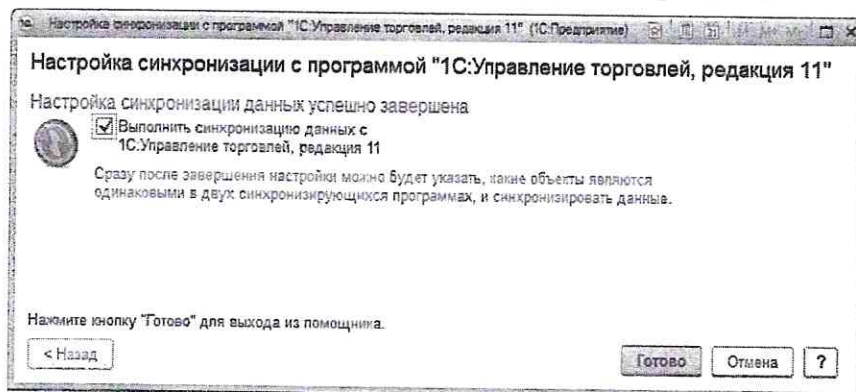 Настройка синхронизации с программой "1С:Управление торговлей, редакция 11" (1С:Предприятие)
Настройка синхронизации с программой "1С:Управление торговлей, редакция 11"
Настройка синхронизации данных успешно завершена
Выполнить синхронизацию данных с
1С:Управление торговлей, редакция 11
Сразу после завершения настройки можно будет указать, какие объекты являются
одинаковыми в двух синхронизирующихся программах, и синхронизировать данные.
Нажмите кнопку "Готово" для выхода из помощника.
< Назад
Готово
Отмена
?